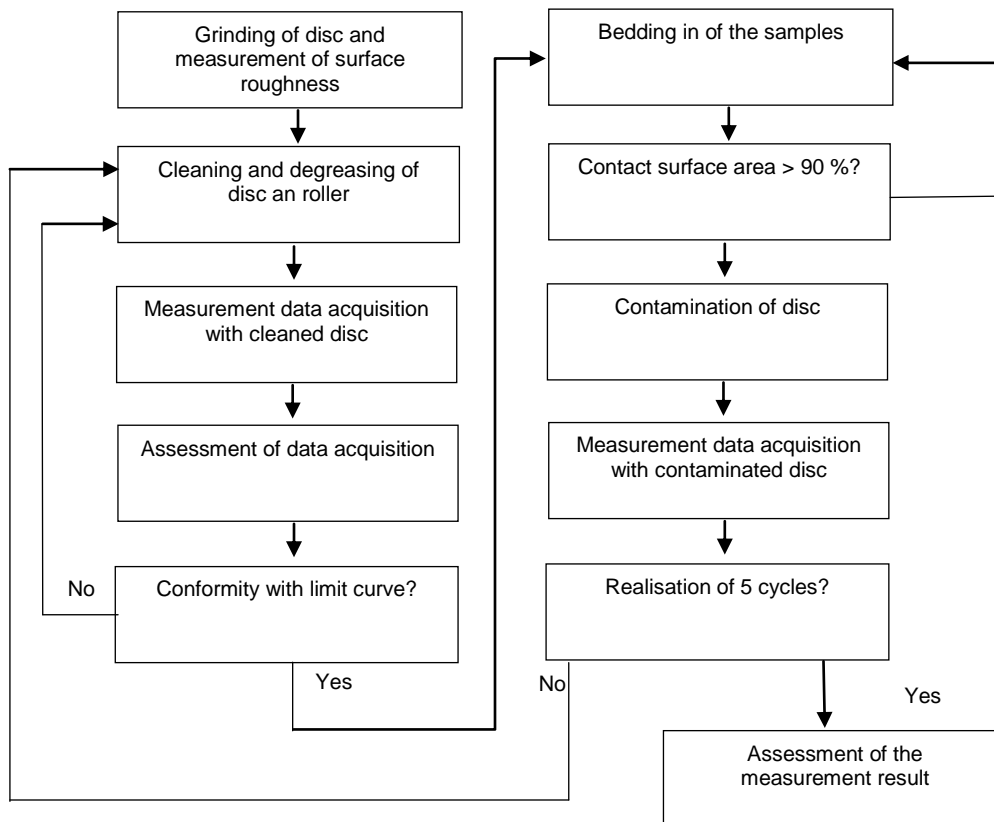 Grinding of disc and
measurement of surface
roughness
Cleaning and degreasing of
disc an roller
Measurement data acquisition
with cleaned disc
Assessment of data acquisition
Conformity with limit curve?
No
Yes
Bedding in of the samples
Contact surface area > 90 %?
Contamination of disc
Measurement data acquisition
with contaminated disc
Realisation of 5 cycles?
No
Yes
Assessment of the
measurement result